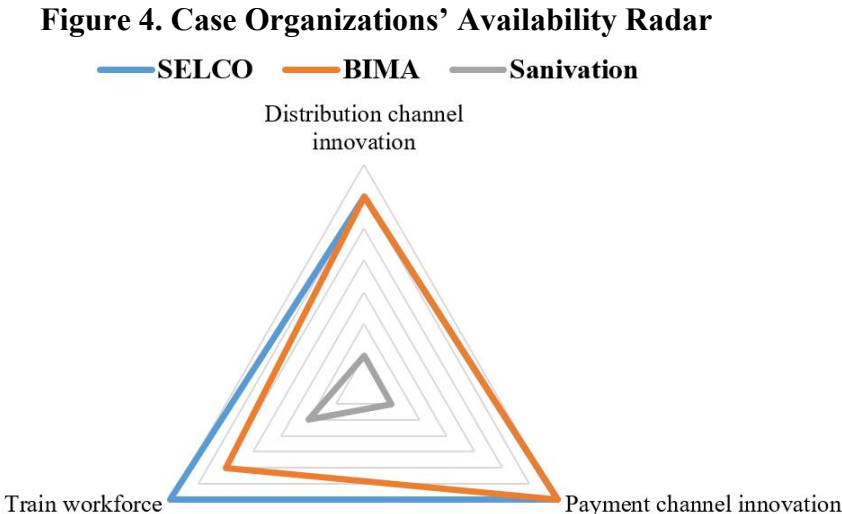 Figure 4. Case Organizations’ Availability Radar
SELCO BIMA Sanivation
Distribution channel
innovation
Train workforce
Payment channel innovation